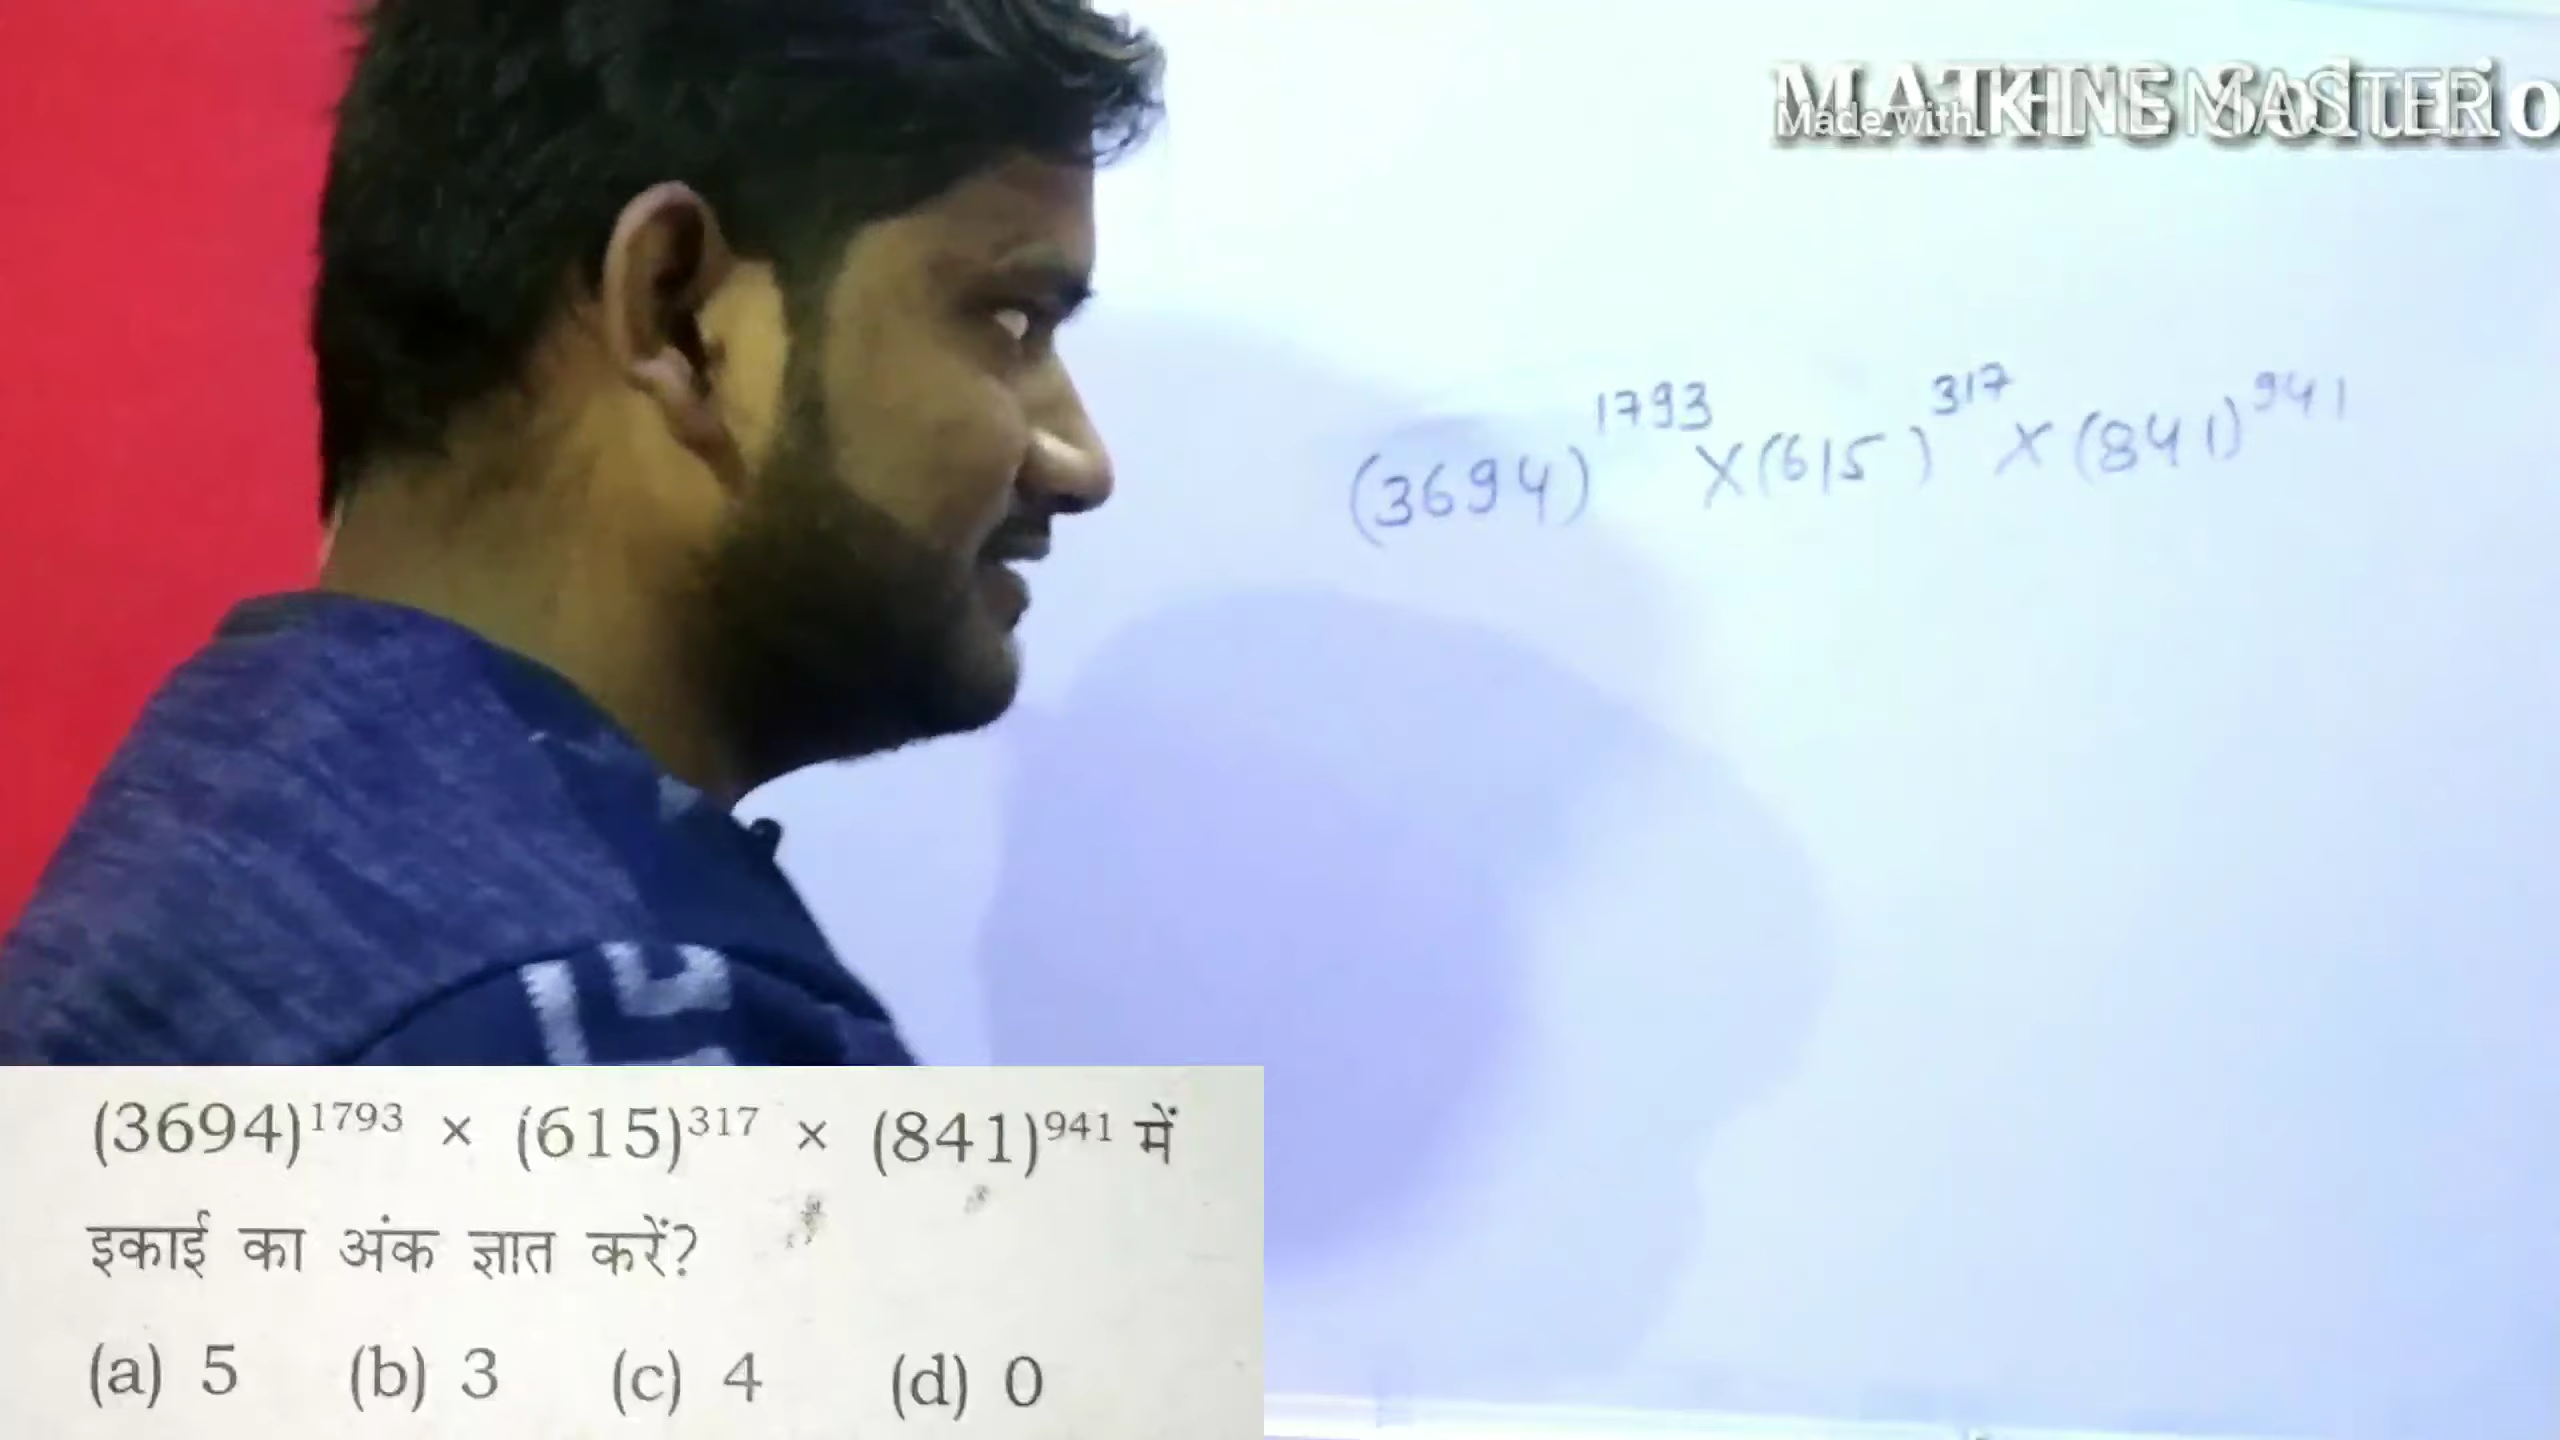 Made with KINEMASTER
(3694)¹⁷⁹³ × (615)³¹⁷ × (841)⁹⁴¹
(3694)¹⁷⁹³ × (615)³¹⁷ × (841)⁹⁴¹ में
इकाई का अंक ज्ञात करें?
(a) 5 (b) 3 (c) 4 (d) 0